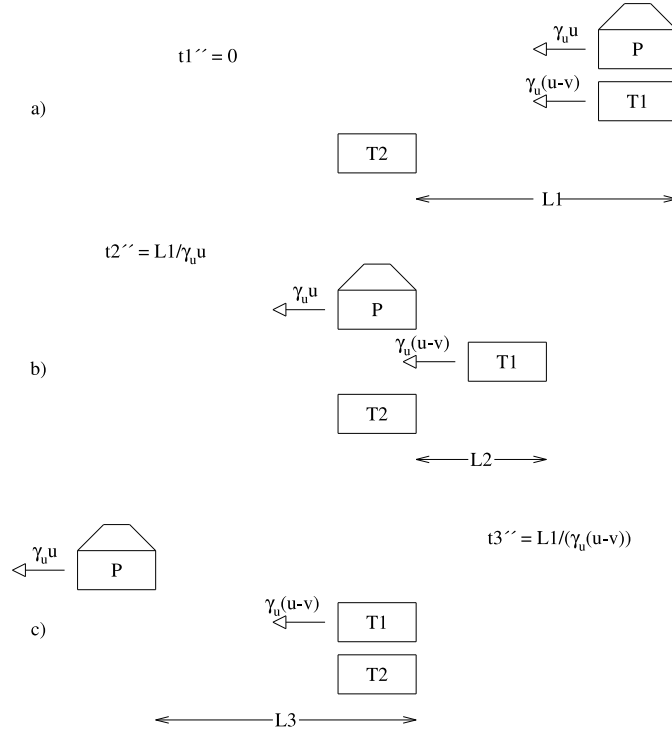 γᵤu
t1´´ = 0
P
γᵤ(u-v)
a)
T1
T2
L1
t2´´ = L1/γᵤu
γᵤu
P
γᵤ(u-v)
T1
b)
T2
L2
t3´´ = L1/(γᵤ(u-v))
γᵤu
P
γᵤ(u-v)
T1
c)
T2
L3